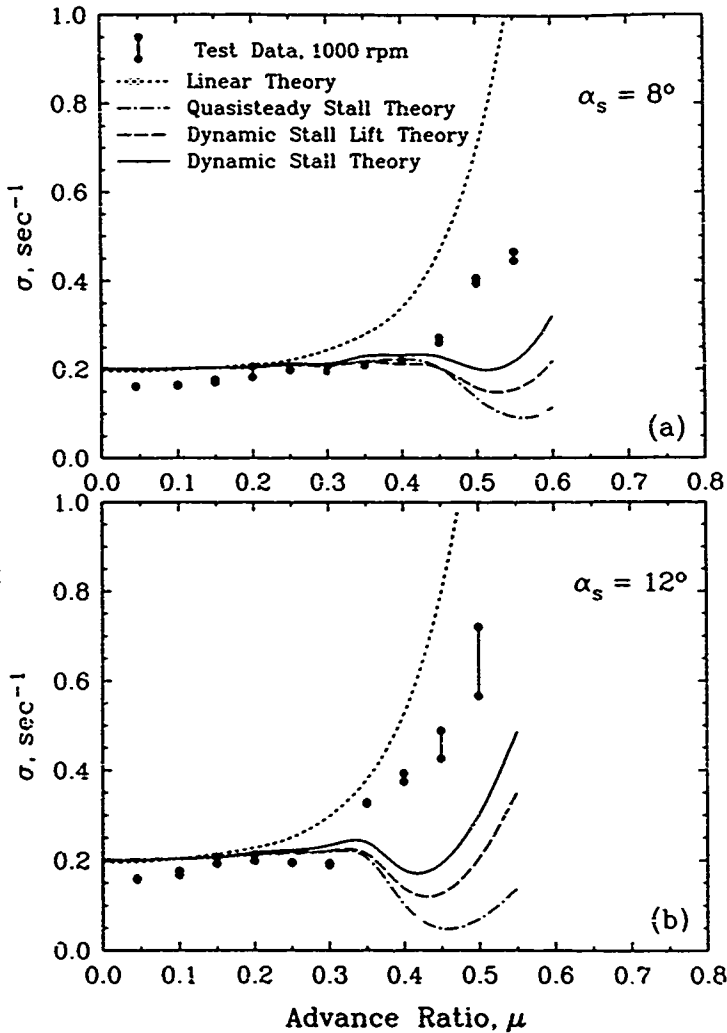 1.0
0.8
0.6
0.4
0.2
0.0
σ, sec⁻¹
Test Data, 1000 rpm
Linear Theory
Quasisteady Stall Theory
Dynamic Stall Lift Theory
Dynamic Stall Theory
α_s = 8°
(a)
0.0 0.1 0.2 0.3 0.4 0.5 0.6 0.7 0.8
1.0
0.8
0.6
0.4
0.2
0.0
σ, sec⁻¹
α_s = 12°
(b)
0.0 0.1 0.2 0.3 0.4 0.5 0.6 0.7 0.8
Advance Ratio, μ